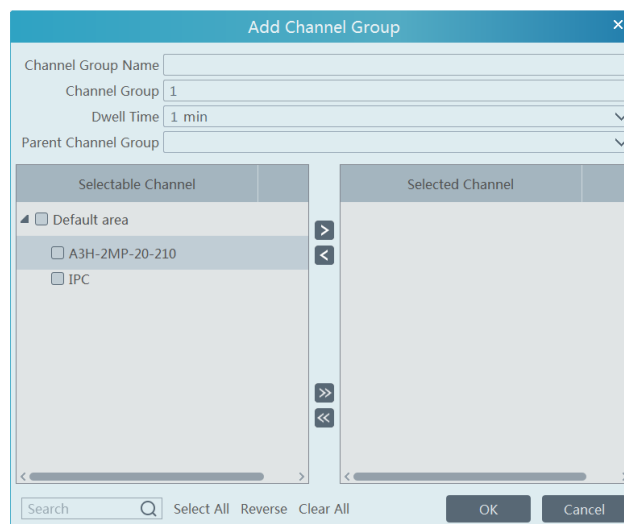 Add Channel Group
Channel Group Name
Channel Group 1
Dwell Time 1 min
Parent Channel Group
Selectable Channel Selected Channel
Default area
A3H-2MP-20-210
IPC
Search Select All Reverse Clear All OK Cancel